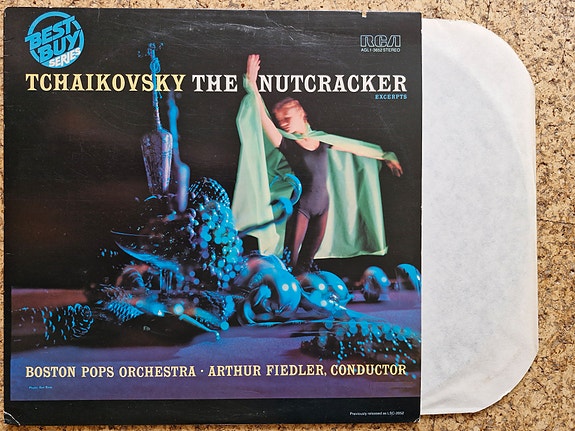 BEST
BUY
SERIES
RCA
AGL1-3652 STEREO
TCHAIKOVSKY THE NUTCRACKER
EXCERPTS
BOSTON POPS ORCHESTRA · ARTHUR FIEDLER, CONDUCTOR
Previously released as LSC-3052